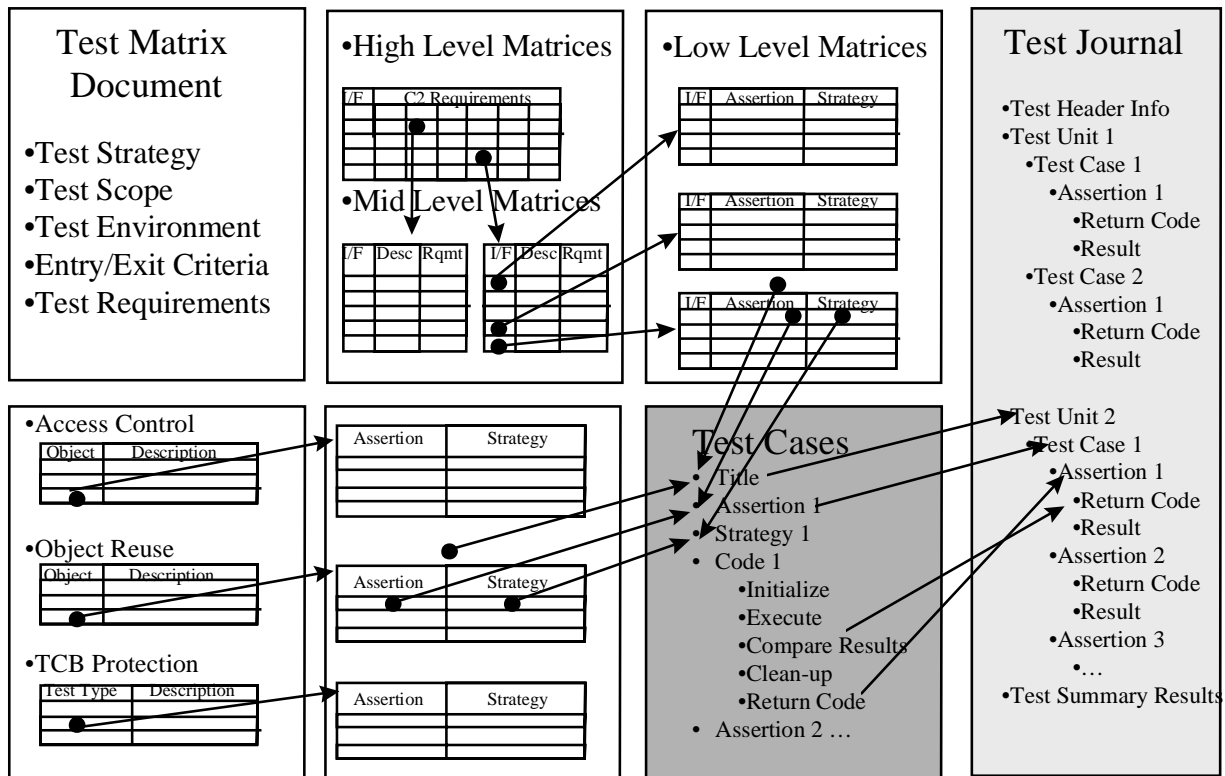 Test Matrix
Document
•Test Strategy
•Test Scope
•Test Environment
•Entry/Exit Criteria
•Test Requirements
•High Level Matrices
I/F C2 Requirements
•Mid Level Matrices
I/F Desc Rqmt
I/F Desc Rqmt
•Low Level Matrices
I/F Assertion Strategy
I/F Assertion Strategy
I/F Assertion Strategy
•Access Control
Object Description
•Object Reuse
Object Description
•TCB Protection
Test Type Description
Assertion Strategy
Assertion Strategy
Assertion Strategy
Test Cases
• Title
• Assertion 1
• Strategy 1
• Code 1
•Initialize
•Execute
•Compare Results
•Clean-up
•Return Code
• Assertion 2 …
Test Journal
•Test Header Info
•Test Unit 1
•Test Case 1
•Assertion 1
•Return Code
•Result
•Test Case 2
•Assertion 1
•Return Code
•Result
Test Unit 2
•Test Case 1
•Assertion 1
•Return Code
•Result
•Assertion 2
•Return Code
•Result
•Assertion 3
•…
•Test Summary Results